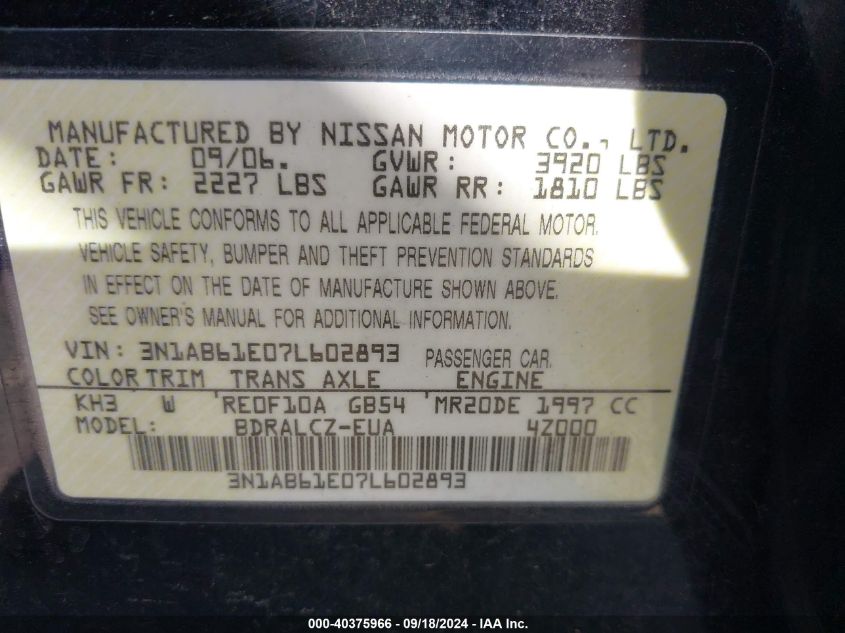 MANUFACTURED BY NISSAN MOTOR CO., LTD.
DATE: 09/06. GVWR: 3920 LBS
GAWR FR: 2227 LBS GAWR RR: 1810 LBS
THIS VEHICLE CONFORMS TO ALL APPLICABLE FEDERAL MOTOR.
VEHICLE SAFETY, BUMPER AND THEFT PREVENTION STANDARDS
IN EFFECT ON THE DATE OF MANUFACTURE SHOWN ABOVE.
SEE OWNER'S MANUAL FOR ADDITIONAL INFORMATION.
VIN: 3N1AB61E07L602893 PASSENGER CAR.
COLOR TRIM TRANS AXLE ENGINE
KH3 W RE0F10A GB54 MR20DE 1997 CC
MODEL: BDRALCZ-EUA 4Z000
3N1AB61E07L602893
000-40375966 - 09/18/2024 - IAA Inc.